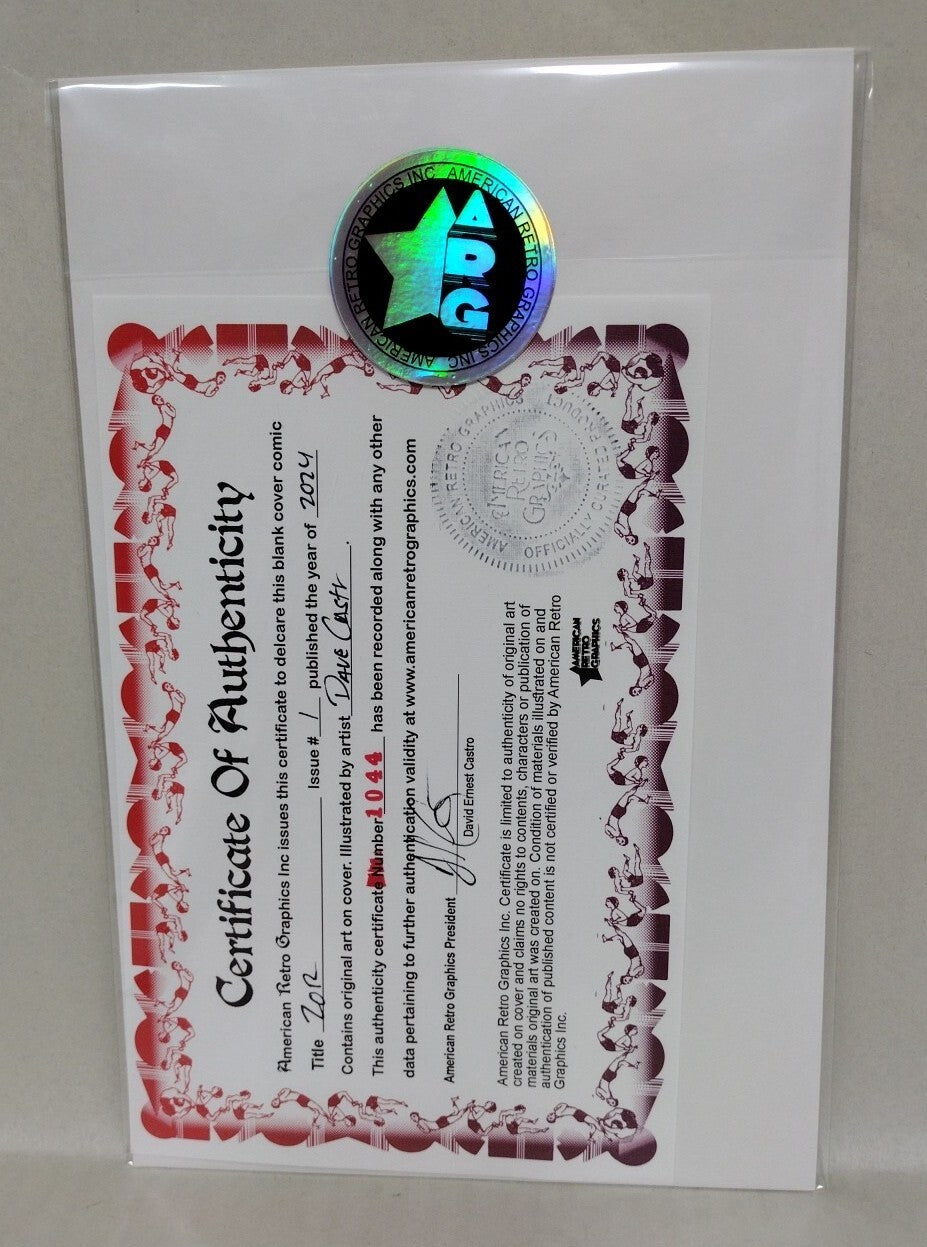 Certificate Of Authenticity
American Retro Graphics Inc issues this certificate to delcare this blank cover comic
Title ZOR Issue # 1 published the year of 2024
Contains original art on cover. Illustrated by artist DAVE Castr.
This authenticity certificate Number 1044 has been recorded along with any other
data pertaining to further authentication validity at www.americanretrographics.com
American Retro Graphics President
David Ernest Castro
American Retro Graphics Inc. Certificate is limited to authenticity of original art
created on cover and claims no rights to contents, characters or publication of
materials original art was created on. Condition of materials illustrated on and
authentication of published content is not certified or verified by American Retro
Graphics Inc.
AMERICAN
RETRO
GRAPHICS
AMERICAN RETRO GRAPHICS
OFFICIALLY CURATED PRODUCT
AMERICAN
RETRO
GRAPHICS
AMERICAN RETRO GRAPHICS INC AMERICAN RETRO GRAPHICS INC
ARG